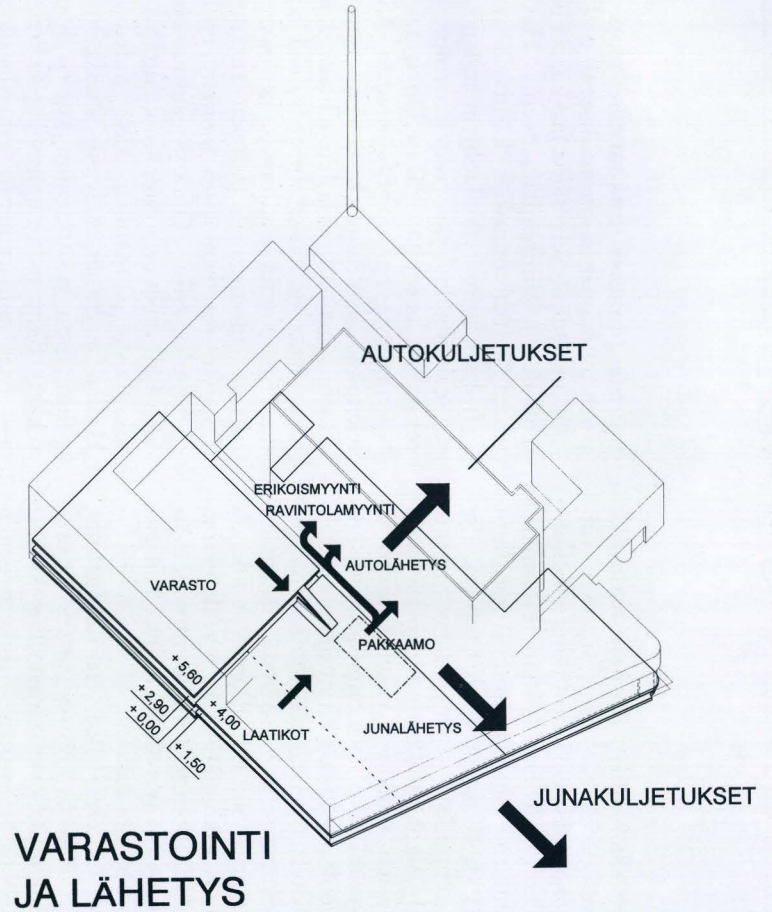 AUTOKULJETUKSET
ERIKOISMYYNTI
RAVINTOLAMYYNTI
AUTOLÄHETYS
VARASTO
PAKKAAMO
+ 5,60
+ 2,90
+ 0,00
+ 4,00
+ 1,50
LAATIKOT
JUNALÄHETYS
JUNAKULJETUKSET
VARASTOINTI
JA LÄHETYS